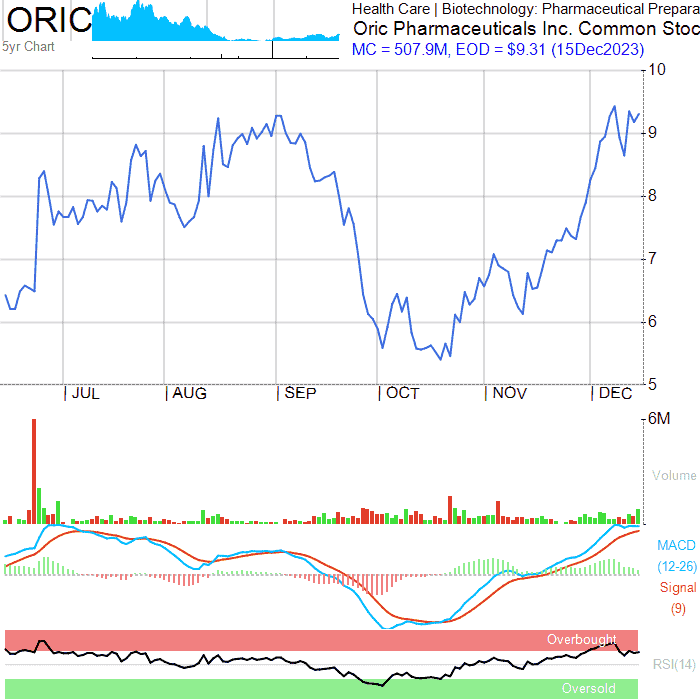 ORIC
5yr Chart
Health Care | Biotechnology: Pharmaceutical Prepara
Oric Pharmaceuticals Inc. Common Stoc
MC = 507.9M, EOD = $9.31 (15Dec2023)
10
9
8
7
6
5
JUL
AUG
SEP
OCT
NOV
DEC
6M
Volume
MACD
(12-26)
Signal
(9)
Overbought
RSI(14)
Oversold